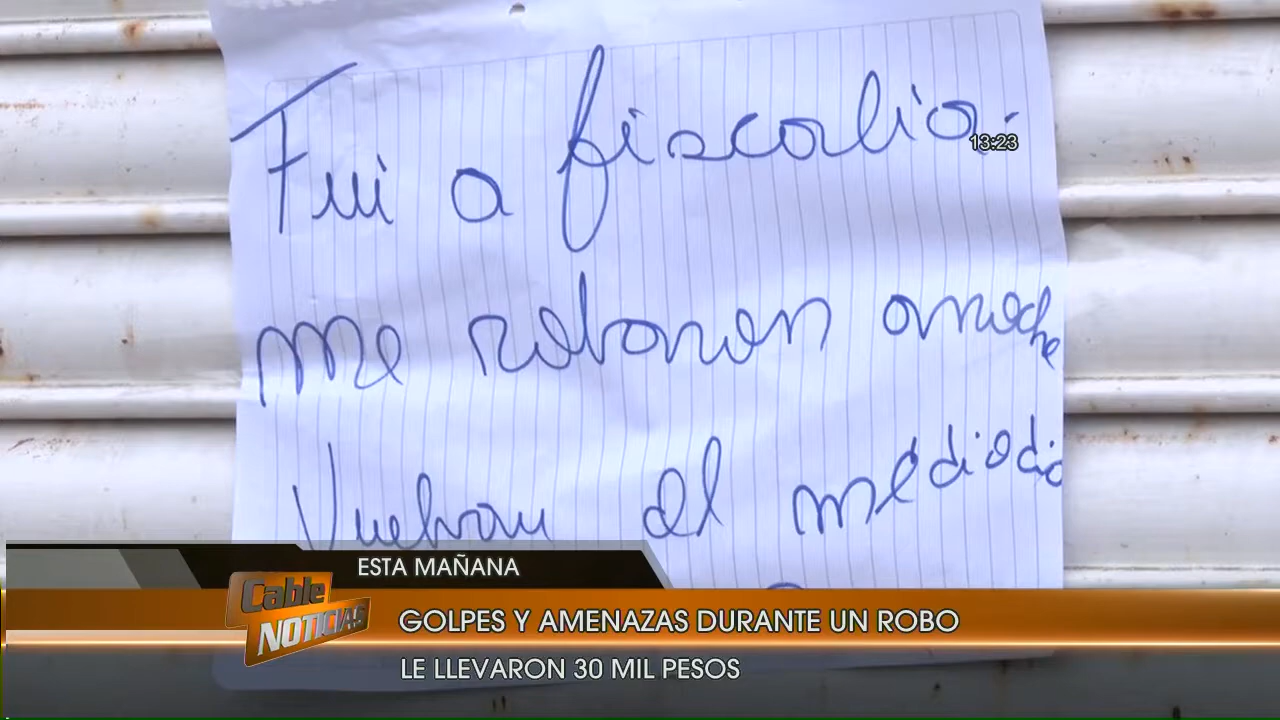 Fui a fiscalia.
13:23
me robaron anoche
Vuelvan al mediodia
ESTA MAÑANA
Cable
NOTICIAS
GOLPES Y AMENAZAS DURANTE UN ROBO
LE LLEVARON 30 MIL PESOS